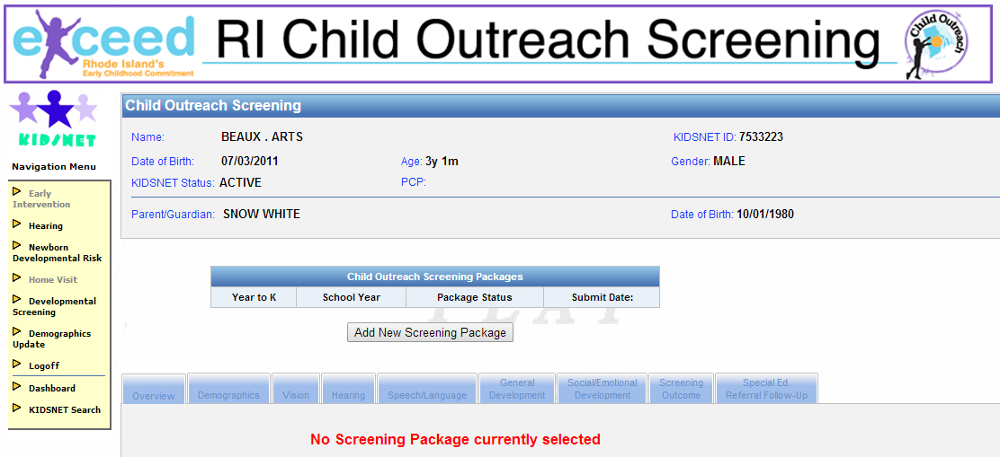 exceed
Rhode Island's
Early Childhood Commitment
RI Child Outreach Screening
Child Outreach
KIDSNET
Navigation Menu
Early
Intervention
Hearing
Newborn
Developmental Risk
Home Visit
Developmental
Screening
Demographics
Update
Logoff
Dashboard
KIDSNET Search
Child Outreach Screening
Name: BEAUX . ARTS KIDSNET ID: 7533223
Date of Birth: 07/03/2011 Age: 3y 1m Gender: MALE
KIDSNET Status: ACTIVE PCP:
Parent/Guardian: SNOW WHITE Date of Birth: 10/01/1980
Child Outreach Screening Packages
Year to K School Year Package Status Submit Date:
Add New Screening Package
Overview Demographics Vision Hearing Speech/Language General Development Social/Emotional Development Screening Outcome Special Ed. Referral Follow-Up
No Screening Package currently selected